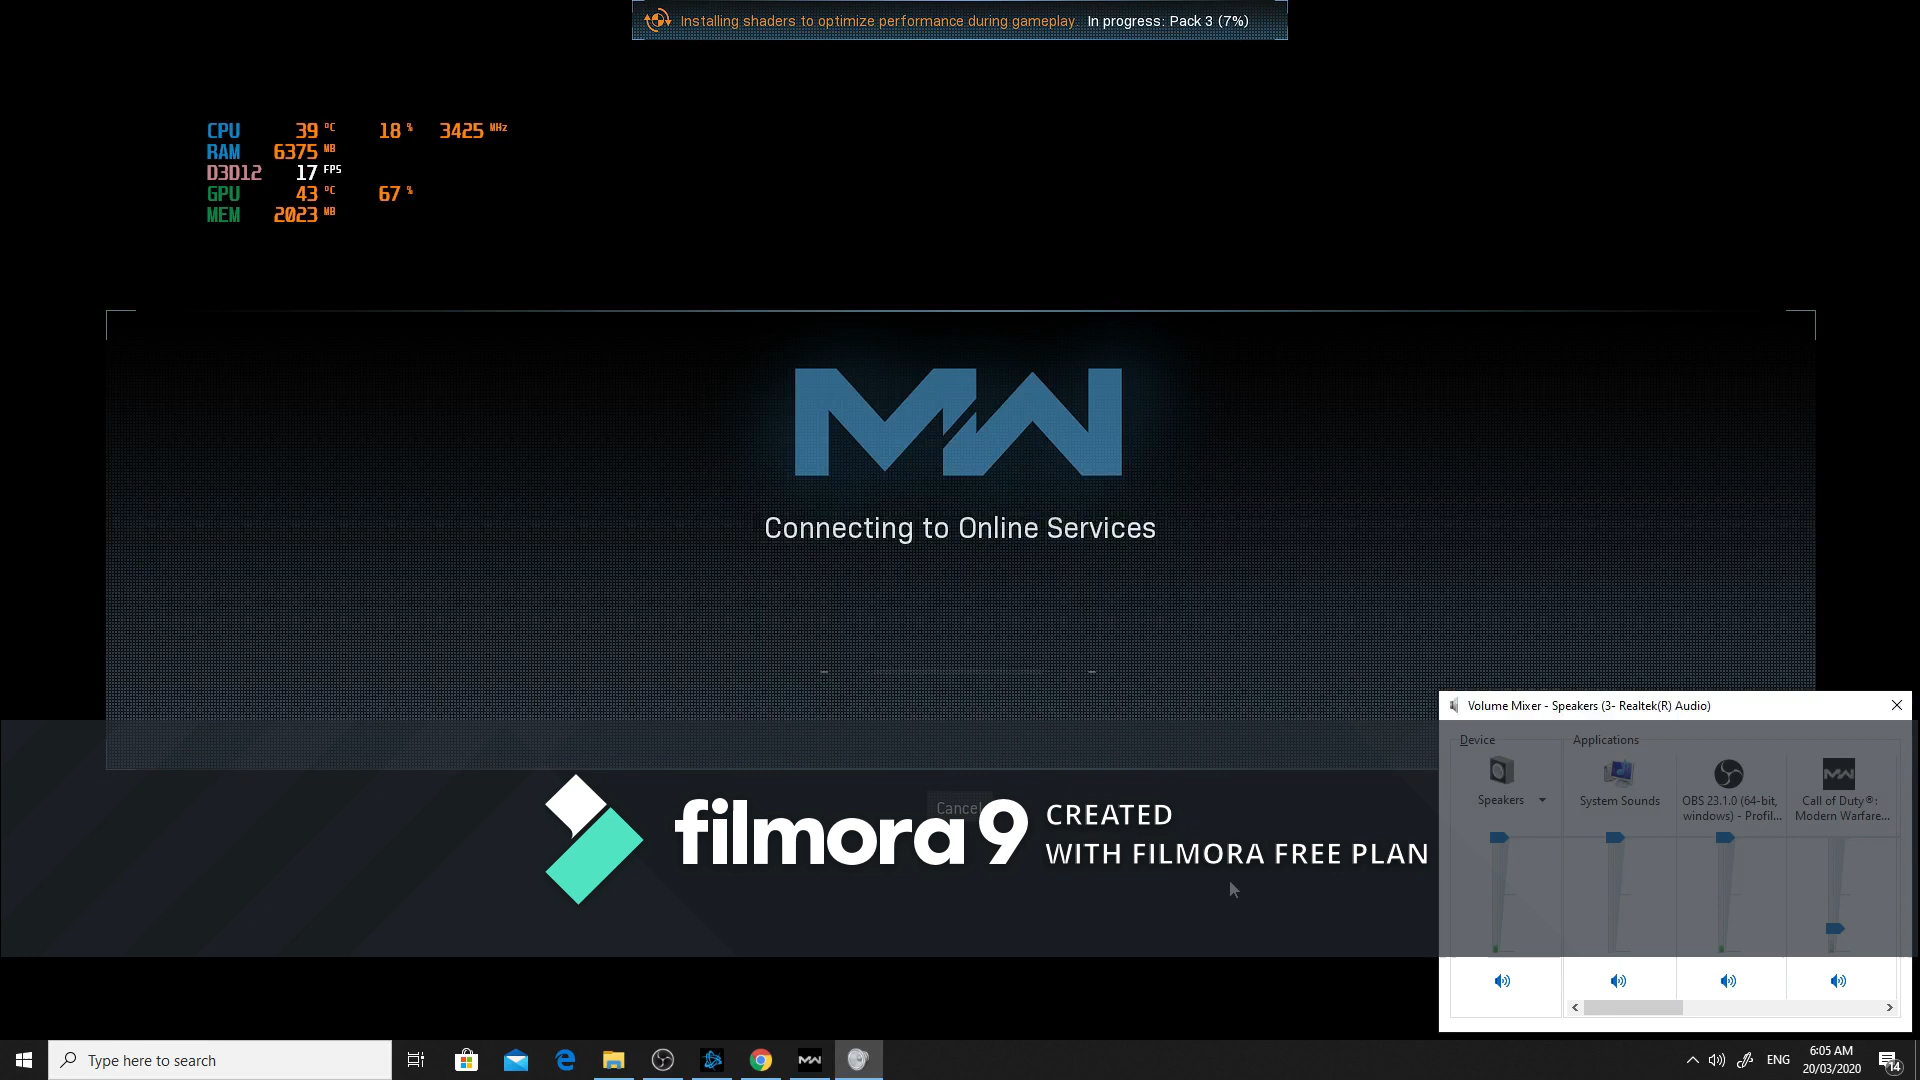 Installing shaders to optimize performance during gameplay. In progress: Pack 3 (7%)
CPU 39 °C 18 % 3425 MHz
RAM 6375 MB
D3D12 17 FPS
GPU 43 °C 67 %
MEM 2023 MB
MW
Connecting to Online Services
Cancel
filmora9 CREATED
WITH FILMORA FREE PLAN
Volume Mixer - Speakers (3- Realtek(R) Audio)
Device
Applications
Speakers
System Sounds
OBS 23.1.0 (64-bit, windows) - Profil...
Call of Duty®: Modern Warfare...
Type here to search
ENG
6:05 AM
20/03/2020
14